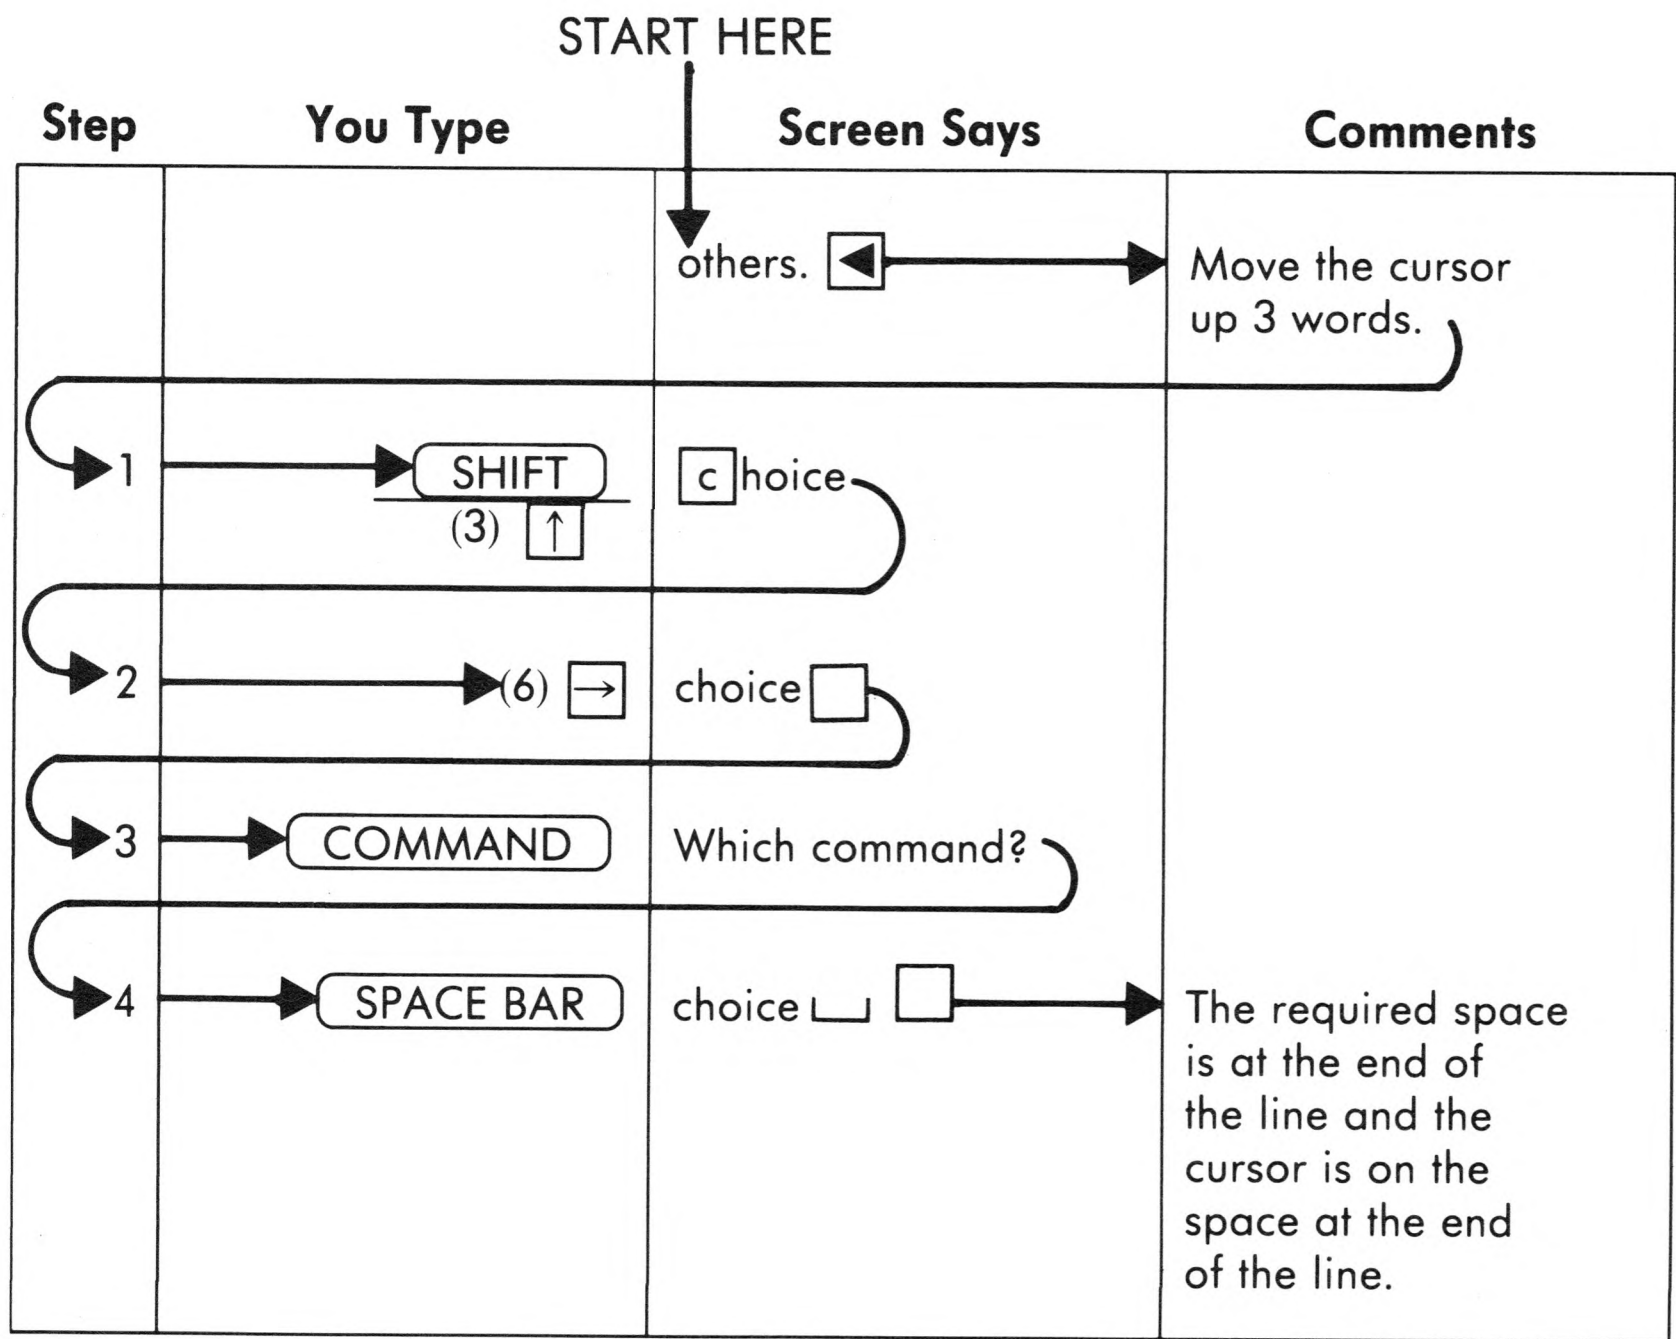 START HERE
Step You Type Screen Says Comments
others. ◀ Move the cursor
up 3 words.
1 SHIFT choice
(3) ↑
2 (6) → choice
3 COMMAND Which command?
4 SPACE BAR choice The required space
is at the end of
the line and the
cursor is on the
space at the end
of the line.